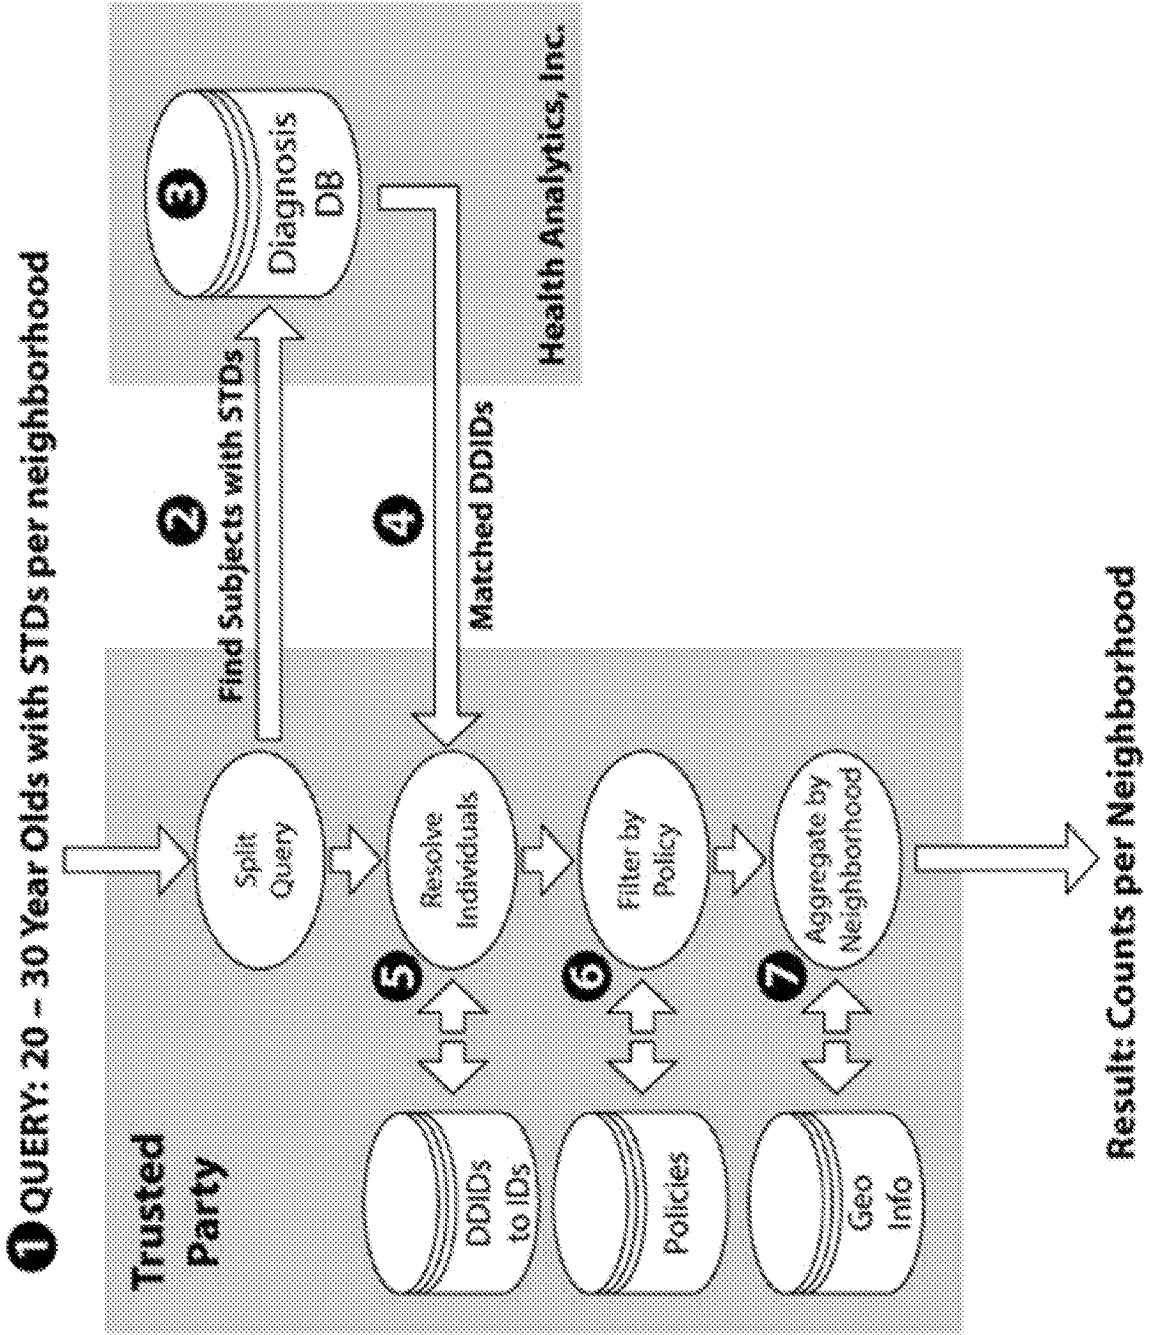 1 QUERY: 20 – 30 Year Olds with STDs per neighborhood
Trusted
Party
Split
Query
2
Find Subjects with STDs
3
Diagnosis
DB
Health Analytics, Inc.
4
Matched DDIDs
5
Resolve
Individuals
DDIDs
to IDs
6
Filter by
Policy
Policies
7
Aggregate by
Neighborhood
Geo
Info
Result: Counts per Neighborhood